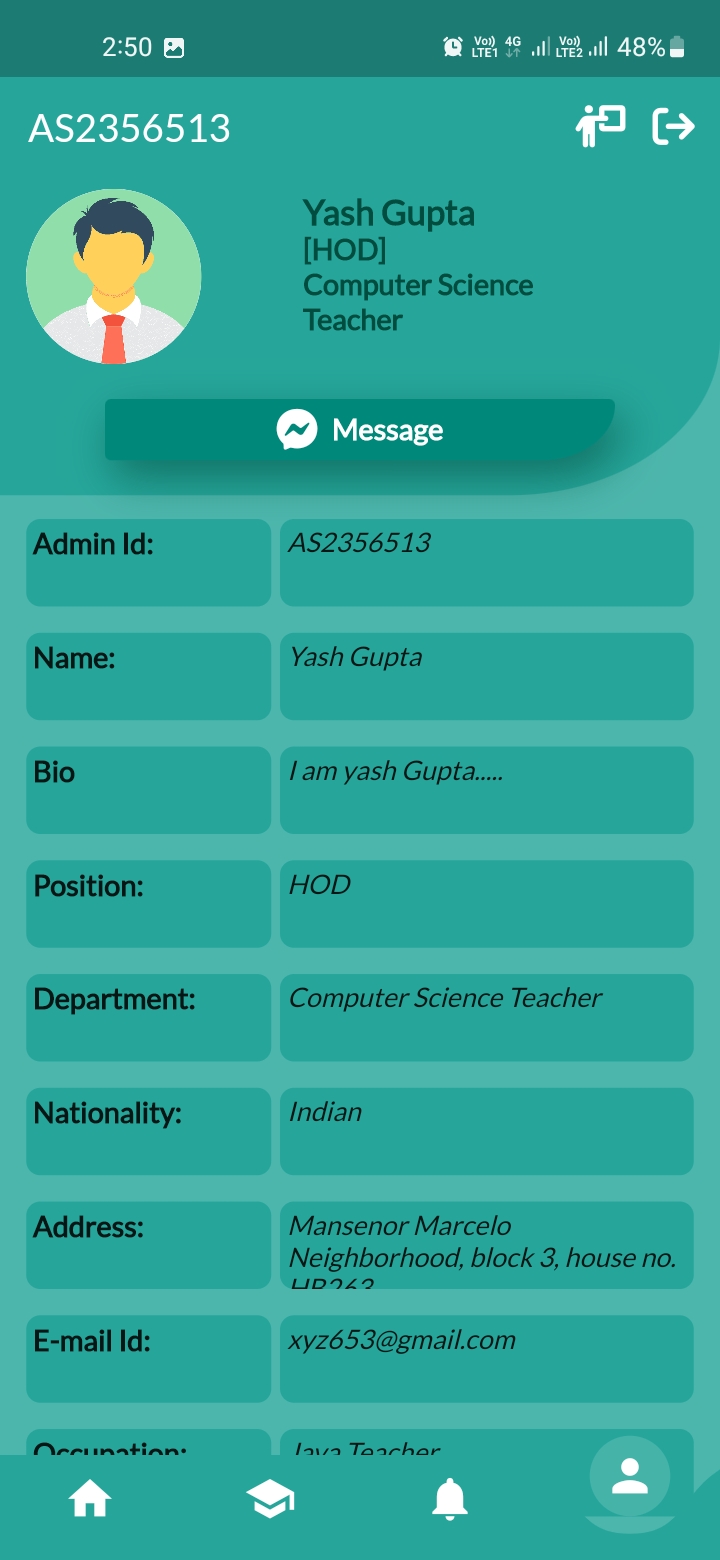 2:50
Vo)) LTE1 4G Vo)) LTE2 48%
AS2356513
Yash Gupta
[HOD]
Computer Science
Teacher
Message
Admin Id: AS2356513
Name: Yash Gupta
Bio I am yash Gupta.....
Position: HOD
Department: Computer Science Teacher
Nationality: Indian
Address: Mansenor Marcelo
Neighborhood, block 3, house no.
HB263
E-mail Id: xyz653@gmail.com
Occupation: Java Teacher